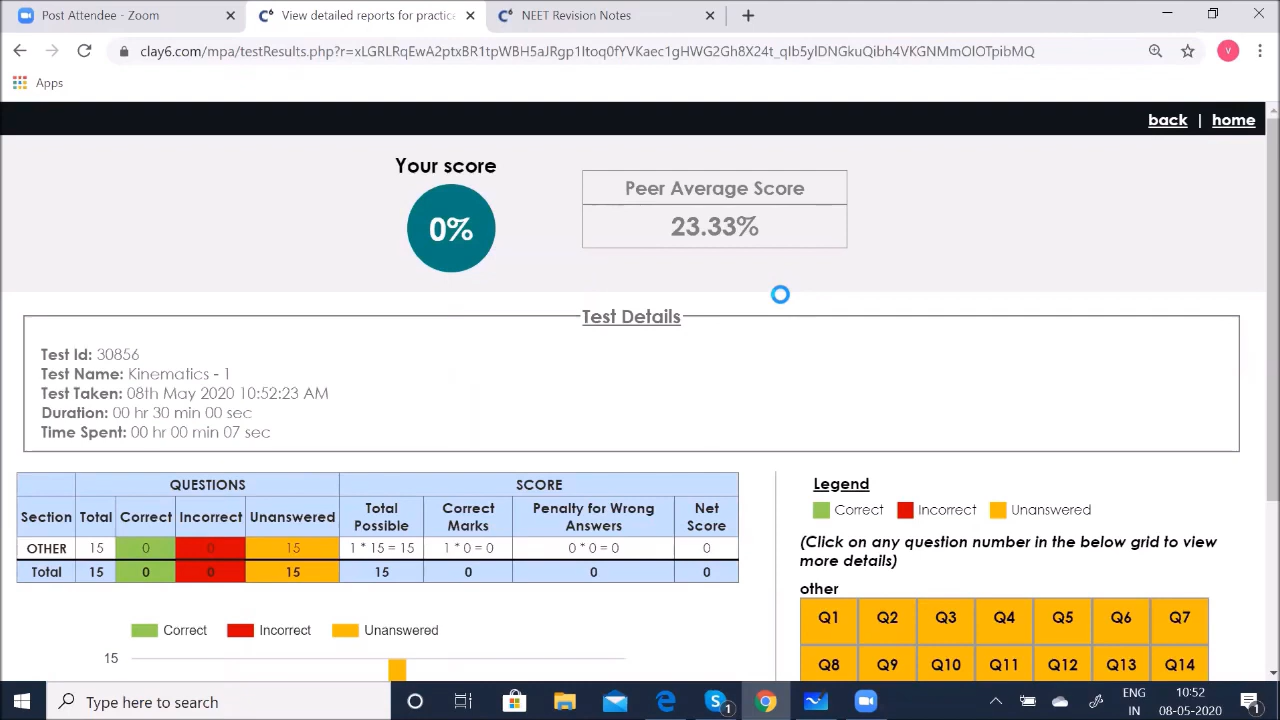 Post Attendee - Zoom
View detailed reports for practice
NEET Revision Notes
clay6.com/mpa/testResults.php?r=xLGRLRqEwA2ptxBR1tpWBH5aJRgp1Itoq0fYVKaec1gHWG2Gh8X24t_qIb5yIDNGkuQibh4VKGNMmOlOTpibMQ
V
Apps
back | home
Your score
0%
Peer Average Score
23.33%
Test Details
Test Id: 30856
Test Name: Kinematics - 1
Test Taken: 08th May 2020 10:52:23 AM
Duration: 00 hr 30 min 00 sec
Time Spent: 00 hr 00 min 07 sec
QUESTIONS SCORE
Section Total Correct Incorrect Unanswered Total Possible Correct Marks Penalty for Wrong Answers Net Score
OTHER 15 0 0 15 1 * 15 = 15 1 * 0 = 0 0 * 0 = 0 0
Total 15 0 0 15 15 0 0 0
Correct Incorrect Unanswered
15
Legend
Correct Incorrect Unanswered
(Click on any question number in the below grid to view
more details)
other
Q1 Q2 Q3 Q4 Q5 Q6 Q7
Q8 Q9 Q10 Q11 Q12 Q13 Q14
Type here to search
1
ENG
IN
10:52
08-05-2020
1